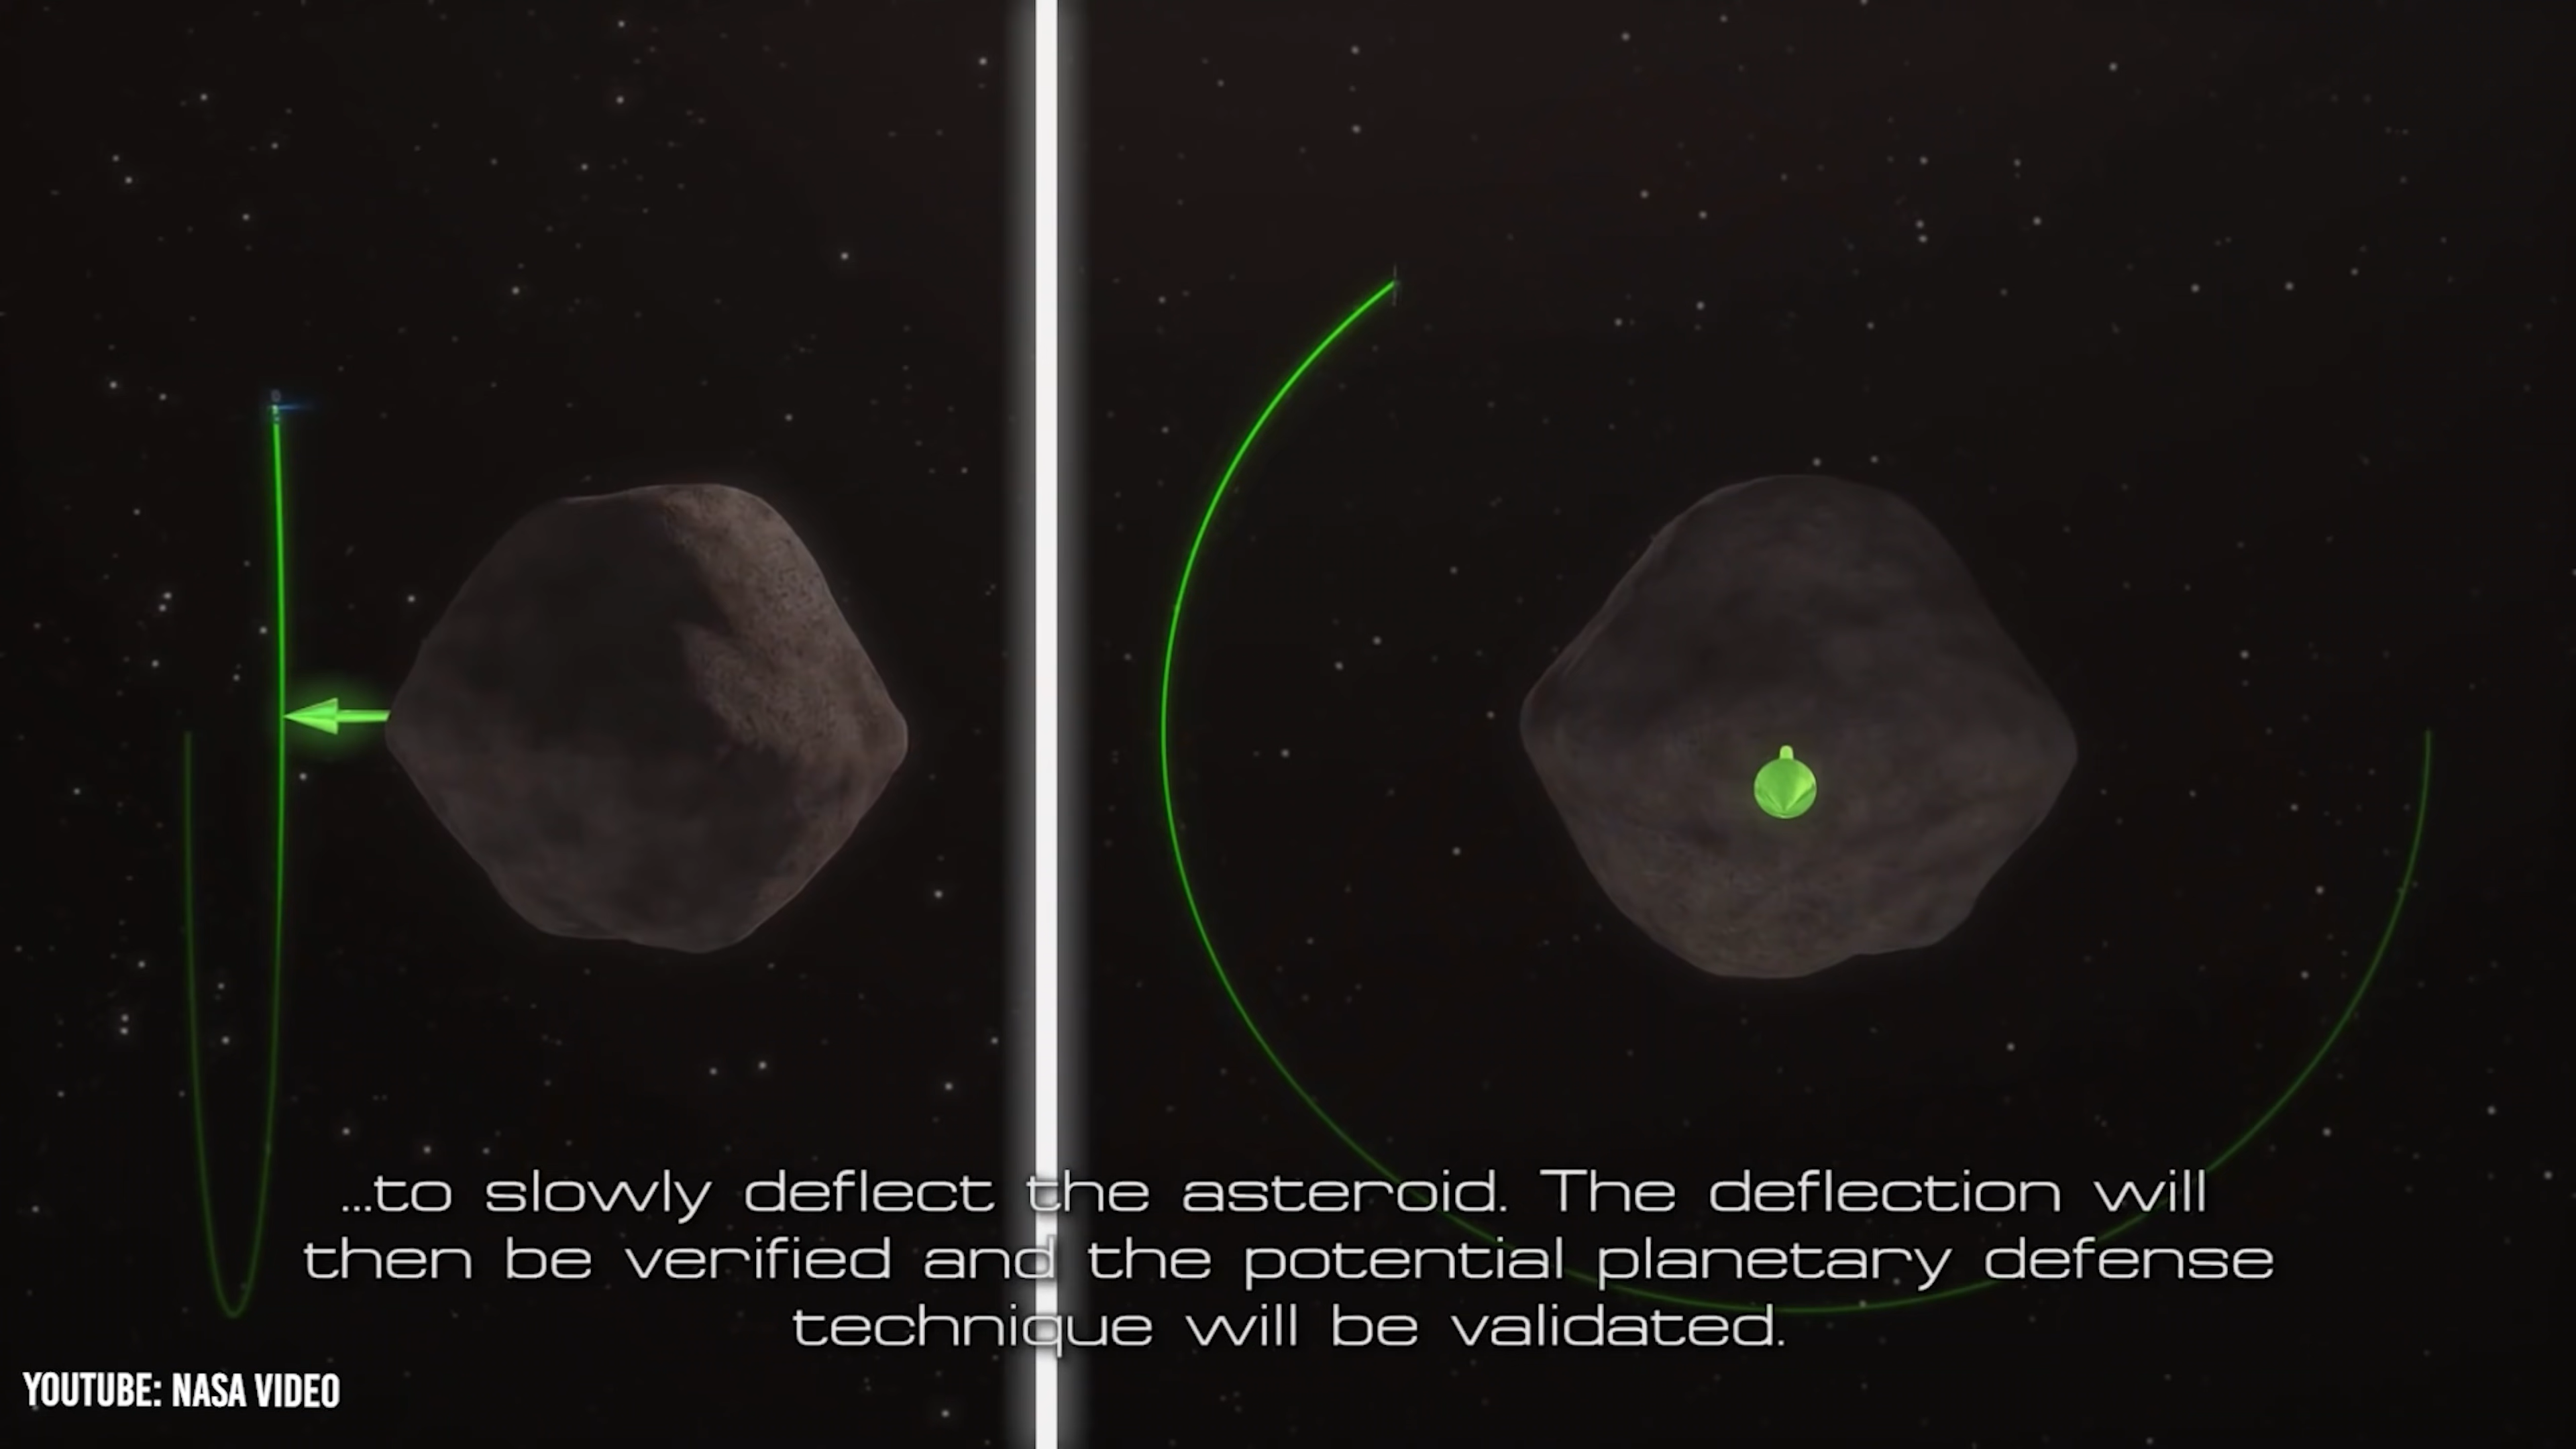 ...to slowly deflect the asteroid. The deflection will
then be verified and the potential planetary defense
technique will be validated.
YOUTUBE: NASA VIDEO